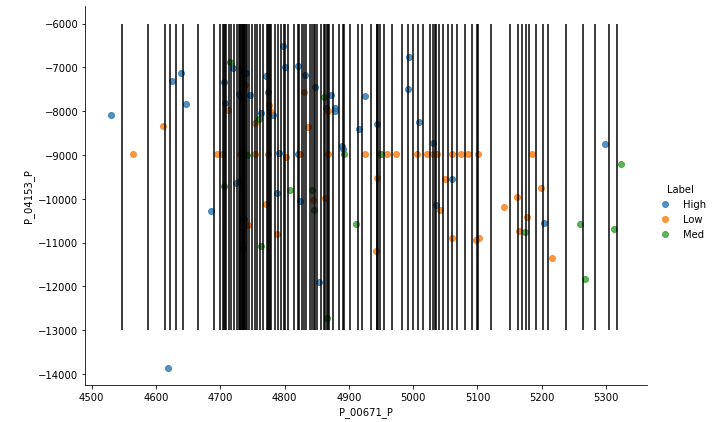 −6000
−7000
−8000
−9000
−10000
−11000
−12000
−13000
−14000
P_04153_P
4500 4600 4700 4800 4900 5000 5100 5200 5300
P_00671_P
Label
High
Low
Med